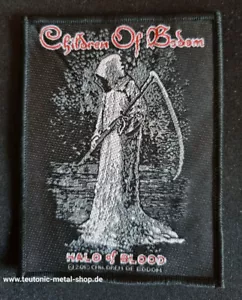 Children Of Bodom
HALO of BLOOD
© 2013 CHILDREN OF BODOM
www.teutonic-metal-shop.de